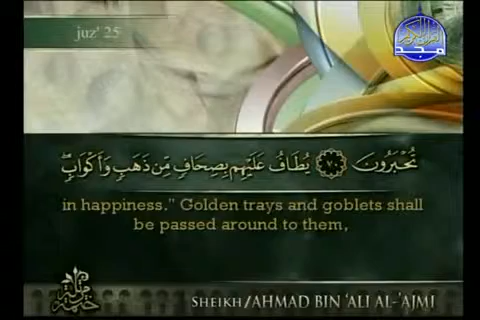 juz' 25
مجد
تُحْبَرُونَ ٧٠ يُطَافُ عَلَيْهِم بِصِحَافٍ مِّن ذَهَبٍ وَأَكْوَابٍ ۖ
in happiness." Golden trays and goblets shall
be passed around to them,
SHEIKH/AHMAD BIN 'ALI AL-'AJMI